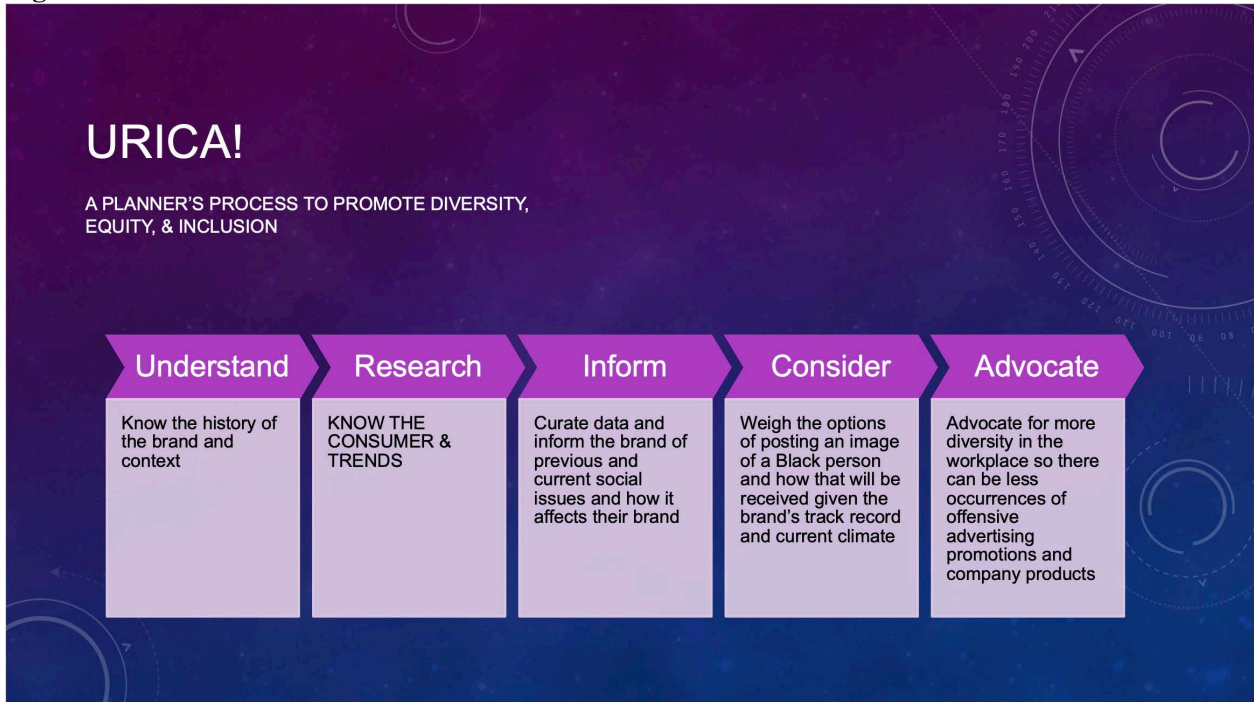 URICA!
A PLANNER'S PROCESS TO PROMOTE DIVERSITY,
EQUITY, & INCLUSION
Understand
Know the history of
the brand and
context
Research
KNOW THE
CONSUMER &
TRENDS
Inform
Curate data and
inform the brand of
previous and
current social
issues and how it
affects their brand
Consider
Weigh the options
of posting an image
of a Black person
and how that will be
received given the
brand's track record
and current climate
Advocate
Advocate for more
diversity in the
workplace so there
can be less
occurrences of
offensive
advertising
promotions and
company products